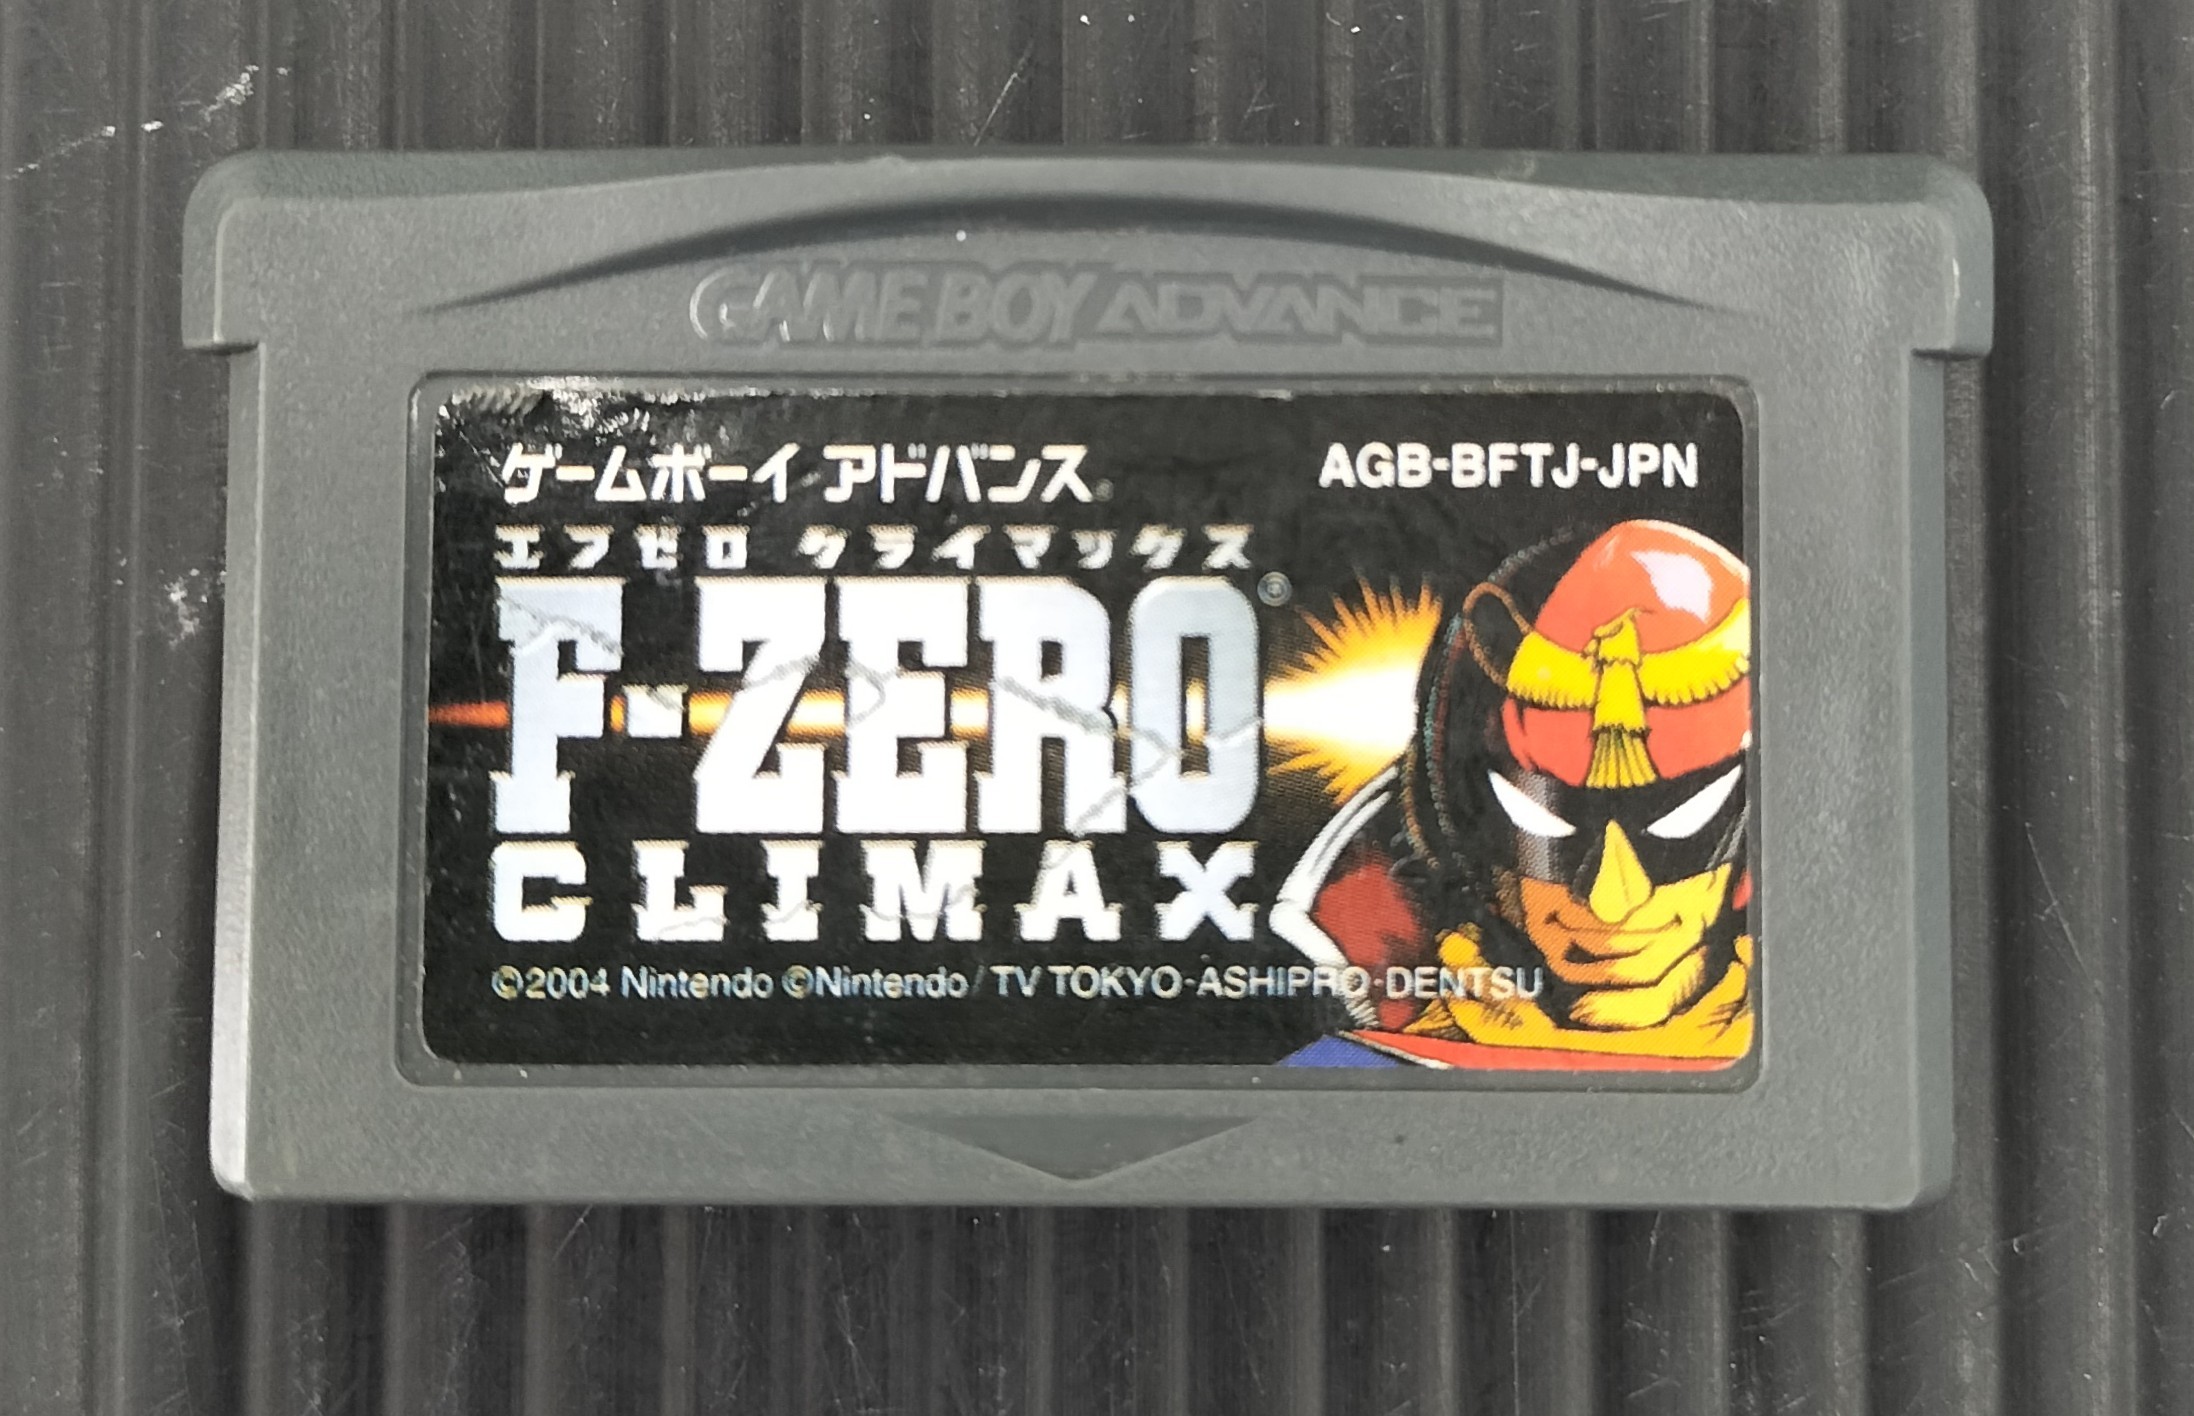 GAME BOY ADVANCE
ゲームボーイ アドバンス
AGB-BFTJ-JPN
エフゼロ クライマックス
F-ZERO®
CLIMAX
©2004 Nintendo ©Nintendo/TV TOKYO·ASHIPRO·DENTSU